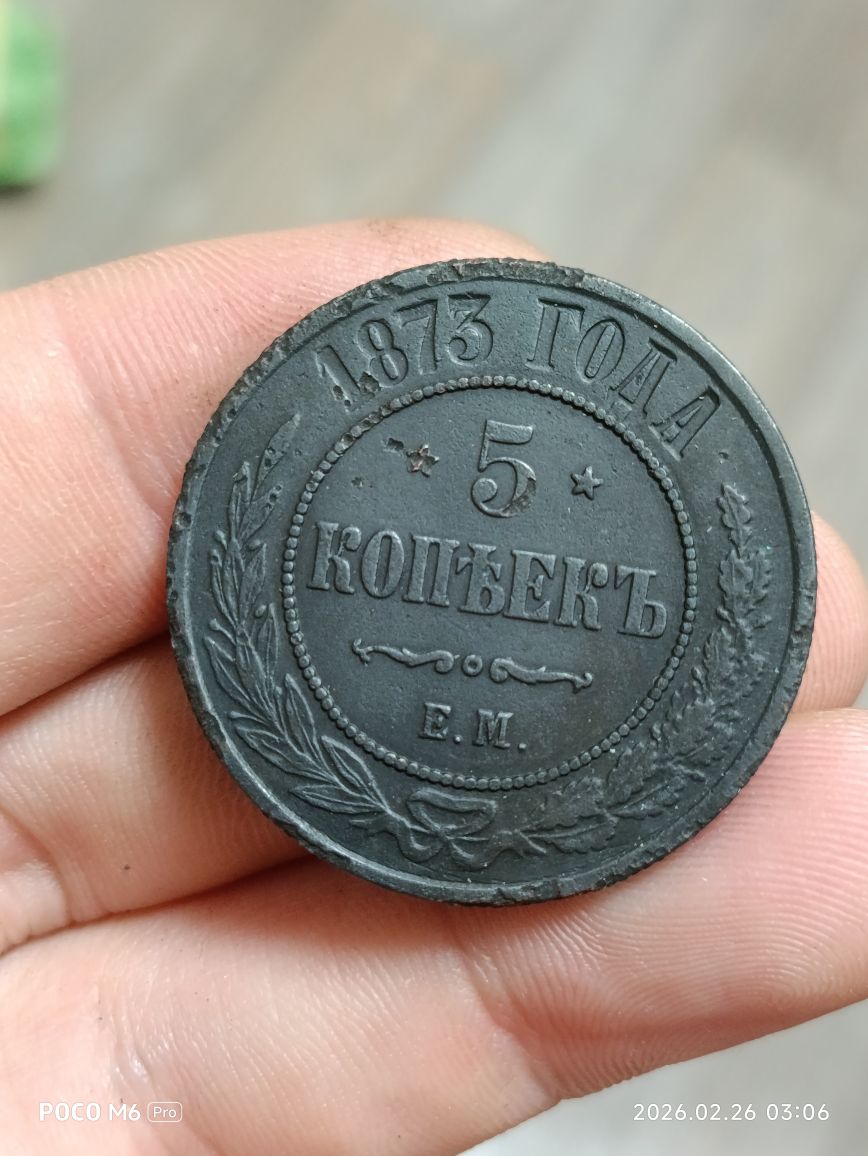 1873 ГОДА
5
КОПѢЕКЪ
Е.М.
POCO M6 Pro
2026.02.26 03:06